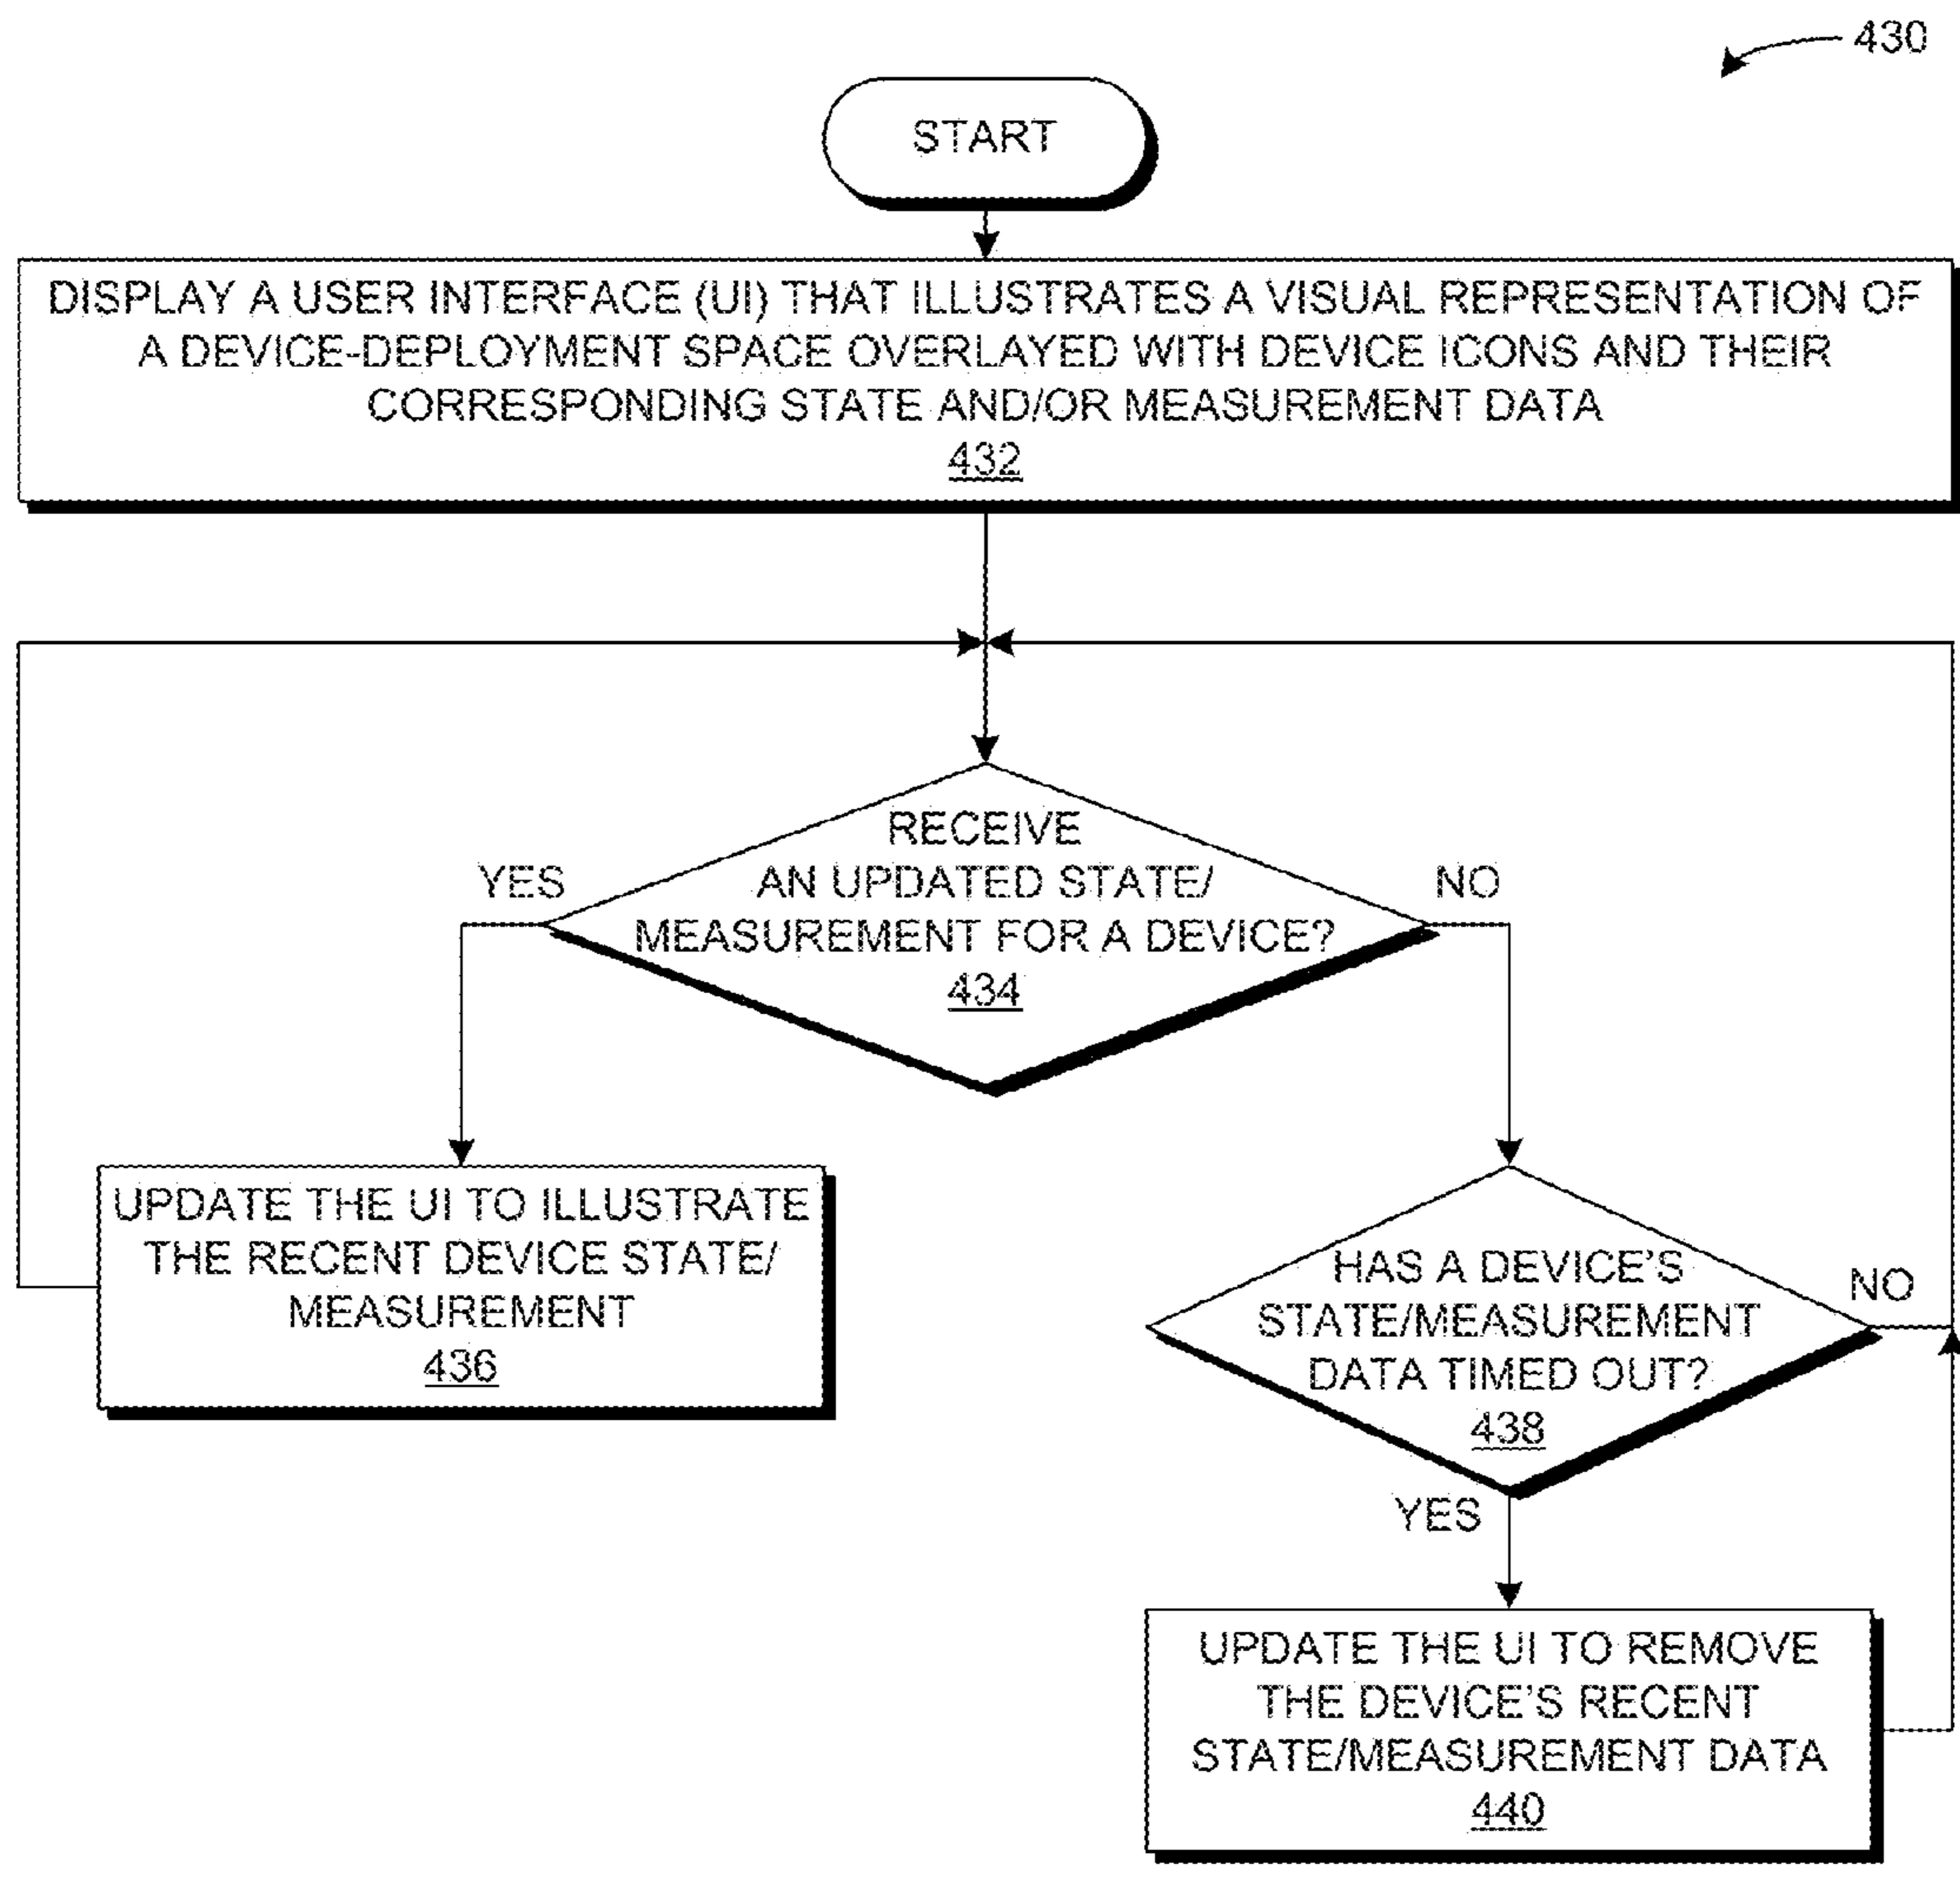 430
START
DISPLAY A USER INTERFACE (UI) THAT ILLUSTRATES A VISUAL REPRESENTATION OF
A DEVICE-DEPLOYMENT SPACE OVERLAYED WITH DEVICE ICONS AND THEIR
CORRESPONDING STATE AND/OR MEASUREMENT DATA
432
RECEIVE
AN UPDATED STATE/
MEASUREMENT FOR A DEVICE?
434
YES
NO
UPDATE THE UI TO ILLUSTRATE
THE RECENT DEVICE STATE/
MEASUREMENT
436
HAS A DEVICE'S
STATE/MEASUREMENT
DATA TIMED OUT?
438
NO
YES
UPDATE THE UI TO REMOVE
THE DEVICE'S RECENT
STATE/MEASUREMENT DATA
440